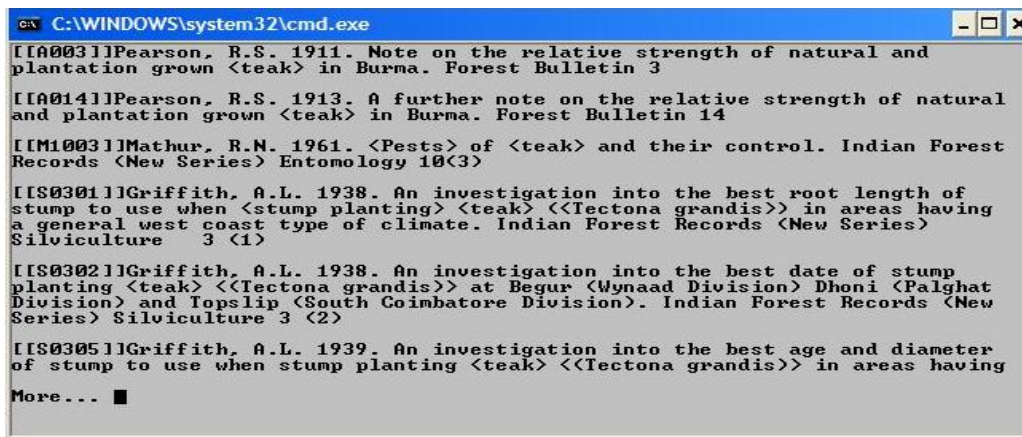 C:\WINDOWS\system32\cmd.exe
[[A003]]Pearson, R.S. 1911. Note on the relative strength of natural and
plantation grown <teak> in Burma. Forest Bulletin 3
[[A014]]Pearson, R.S. 1913. A further note on the relative strength of natural
and plantation grown <teak> in Burma. Forest Bulletin 14
[[M1003]]Mathur, R.N. 1961. <Pests> of <teak> and their control. Indian Forest
Records (New Series) Entomology 10(3)
[[S0301]]Griffith, A.L. 1938. An investigation into the best root length of
stump to use when <stump planting> <teak> <<Tectona grandis>> in areas having
a general west coast type of climate. Indian Forest Records (New Series)
Silviculture   3 (1)
[[S0302]]Griffith, A.L. 1938. An investigation into the best date of stump
planting <teak> <<Tectona grandis>> at Begur (Wynaad Division) Dhoni (Palghat
Division) and Topslip (South Coimbatore Division). Indian Forest Records (New
Series) Silviculture 3 (2)
[[S0305]]Griffith, A.L. 1939. An investigation into the best age and diameter
of stump to use when stump planting <teak> <<Tectona grandis>> in areas having
More...